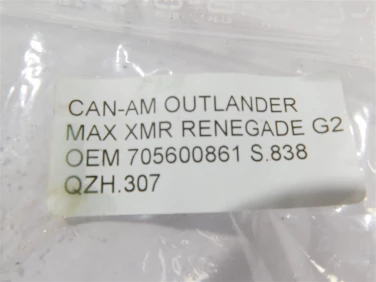 CAN-AM OUTLANDER
MAX XMR RENEGADE G2
OEM 705600861 S.838
QZH.307